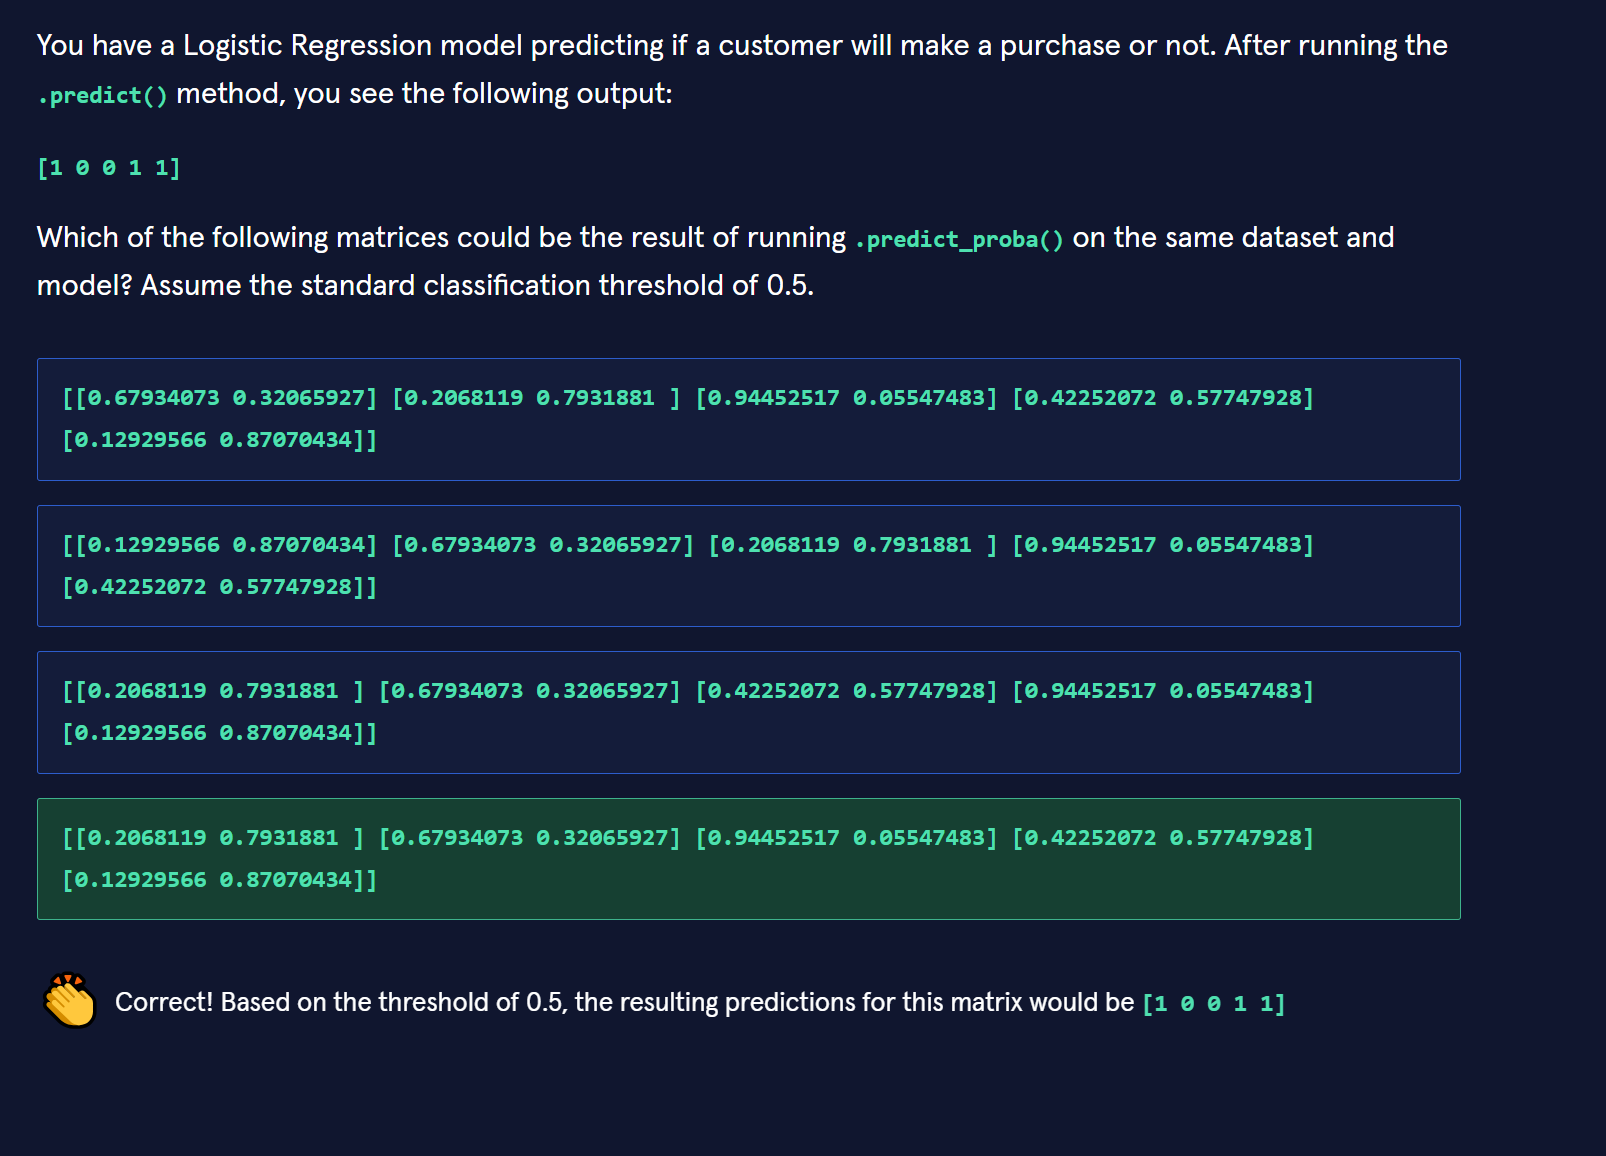 You have a Logistic Regression model predicting if a customer will make a purchase or not. After running the
.predict() method, you see the following output:
[1 0 0 1 1]
Which of the following matrices could be the result of running .predict_proba() on the same dataset and
model? Assume the standard classification threshold of 0.5.
[[0.67934073 0.32065927] [0.2068119 0.7931881 ] [0.94452517 0.05547483] [0.42252072 0.57747928]
[0.12929566 0.87070434]]
[[0.12929566 0.87070434] [0.67934073 0.32065927] [0.2068119 0.7931881 ] [0.94452517 0.05547483]
[0.42252072 0.57747928]]
[[0.2068119 0.7931881 ] [0.67934073 0.32065927] [0.42252072 0.57747928] [0.94452517 0.05547483]
[0.12929566 0.87070434]]
[[0.2068119 0.7931881 ] [0.67934073 0.32065927] [0.94452517 0.05547483] [0.42252072 0.57747928]
[0.12929566 0.87070434]]
Correct! Based on the threshold of 0.5, the resulting predictions for this matrix would be [1 0 0 1 1]